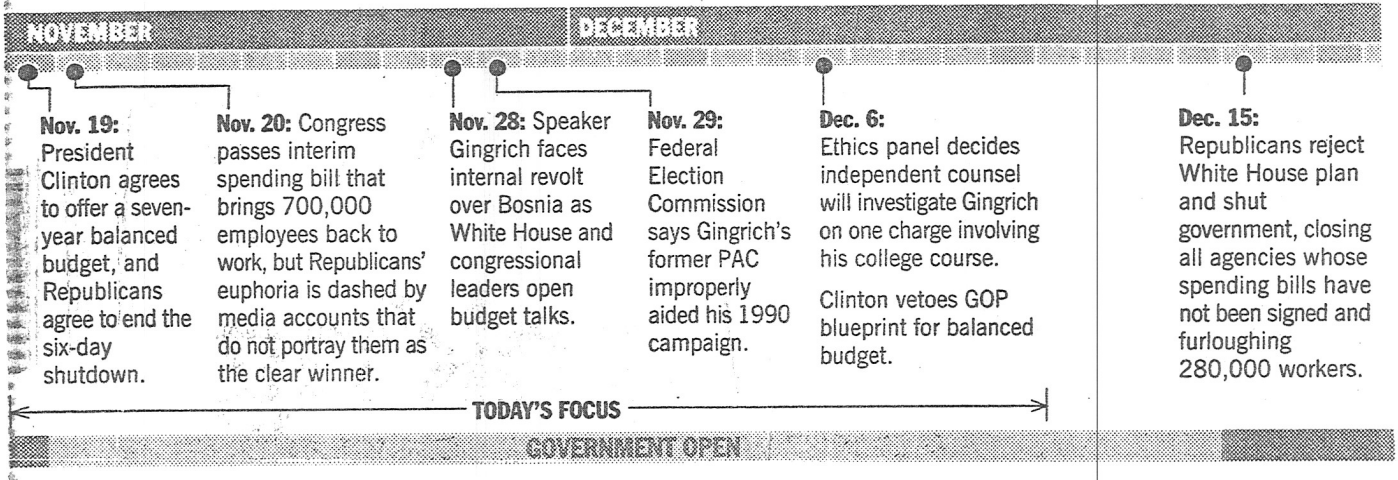 NOVEMBER
DECEMBER
Nov. 19:
President
Clinton agrees
to offer a seven-
year balanced
budget, and
Republicans
agree to end the
six-day
shutdown.
Nov. 20: Congress
passes interim
spending bill that
brings 700,000
employees back to
work, but Republicans'
euphoria is dashed by
media accounts that
do not portray them as
the clear winner.
Nov. 28: Speaker
Gingrich faces
internal revolt
over Bosnia as
White House and
congressional
leaders open
budget talks.
Nov. 29:
Federal
Election
Commission
says Gingrich's
former PAC
improperly
aided his 1990
campaign.
Dec. 6:
Ethics panel decides
independent counsel
will investigate Gingrich
on one charge involving
his college course.
Clinton vetoes GOP
blueprint for balanced
budget.
Dec. 15:
Republicans reject
White House plan
and shut
government, closing
all agencies whose
spending bills have
not been signed and
furloughing
280,000 workers.
TODAY'S FOCUS
GOVERNMENT OPEN